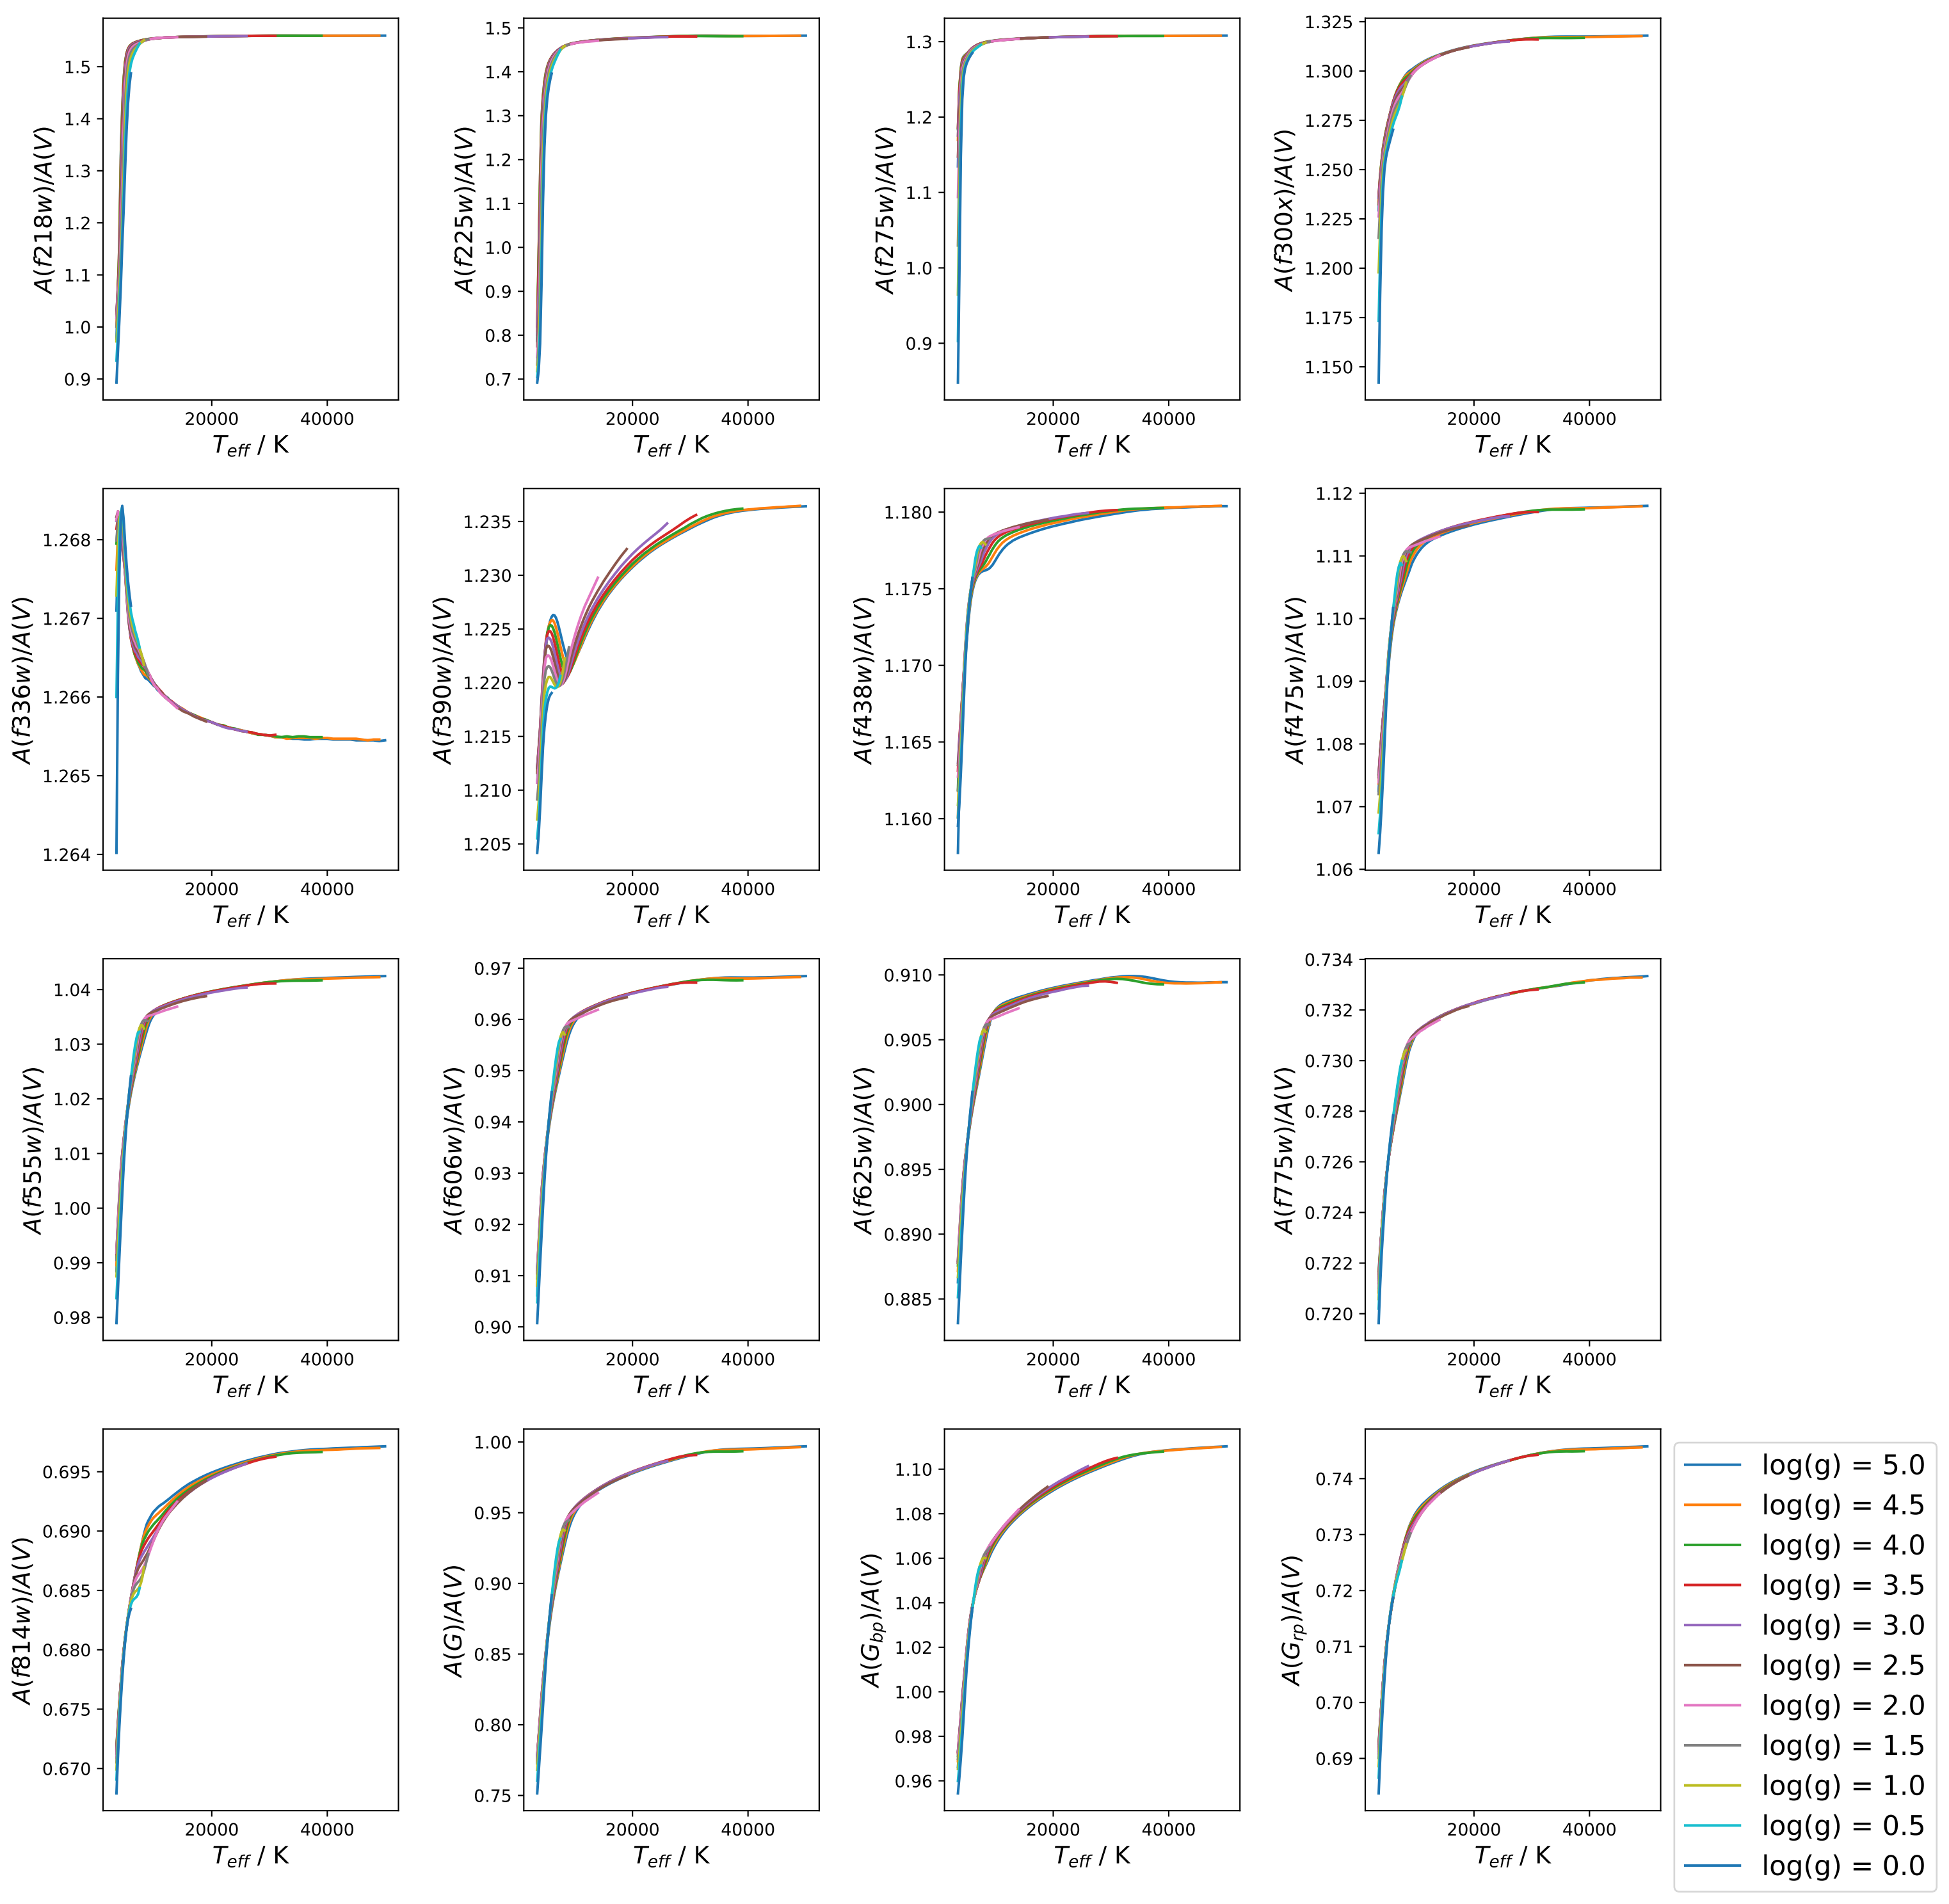 A(f218w)/A(V)
1.5
1.4
1.3
1.2
1.1
1.0
0.9
20000 40000
T_eff / K
A(f225w)/A(V)
1.5
1.4
1.3
1.2
1.1
1.0
0.9
0.8
0.7
20000 40000
T_eff / K
A(f275w)/A(V)
1.3
1.2
1.1
1.0
0.9
20000 40000
T_eff / K
A(f300x)/A(V)
1.325
1.300
1.275
1.250
1.225
1.200
1.175
1.150
20000 40000
T_eff / K
A(f336w)/A(V)
1.268
1.267
1.266
1.265
1.264
20000 40000
T_eff / K
A(f390w)/A(V)
1.235
1.230
1.225
1.220
1.215
1.210
1.205
20000 40000
T_eff / K
A(f438w)/A(V)
1.180
1.175
1.170
1.165
1.160
20000 40000
T_eff / K
A(f475w)/A(V)
1.12
1.11
1.10
1.09
1.08
1.07
1.06
20000 40000
T_eff / K
A(f555w)/A(V)
1.04
1.03
1.02
1.01
1.00
0.99
0.98
20000 40000
T_eff / K
A(f606w)/A(V)
0.97
0.96
0.95
0.94
0.93
0.92
0.91
0.90
20000 40000
T_eff / K
A(f625w)/A(V)
0.910
0.905
0.900
0.895
0.890
0.885
20000 40000
T_eff / K
A(f775w)/A(V)
0.734
0.732
0.730
0.728
0.726
0.724
0.722
0.720
20000 40000
T_eff / K
A(f814w)/A(V)
0.695
0.690
0.685
0.680
0.675
0.670
20000 40000
T_eff / K
A(G)/A(V)
1.00
0.95
0.90
0.85
0.80
0.75
20000 40000
T_eff / K
A(G_bp)/A(V)
1.10
1.08
1.06
1.04
1.02
1.00
0.98
0.96
20000 40000
T_eff / K
A(G_rp)/A(V)
0.74
0.73
0.72
0.71
0.70
0.69
20000 40000
T_eff / K
log(g) = 5.0
log(g) = 4.5
log(g) = 4.0
log(g) = 3.5
log(g) = 3.0
log(g) = 2.5
log(g) = 2.0
log(g) = 1.5
log(g) = 1.0
log(g) = 0.5
log(g) = 0.0